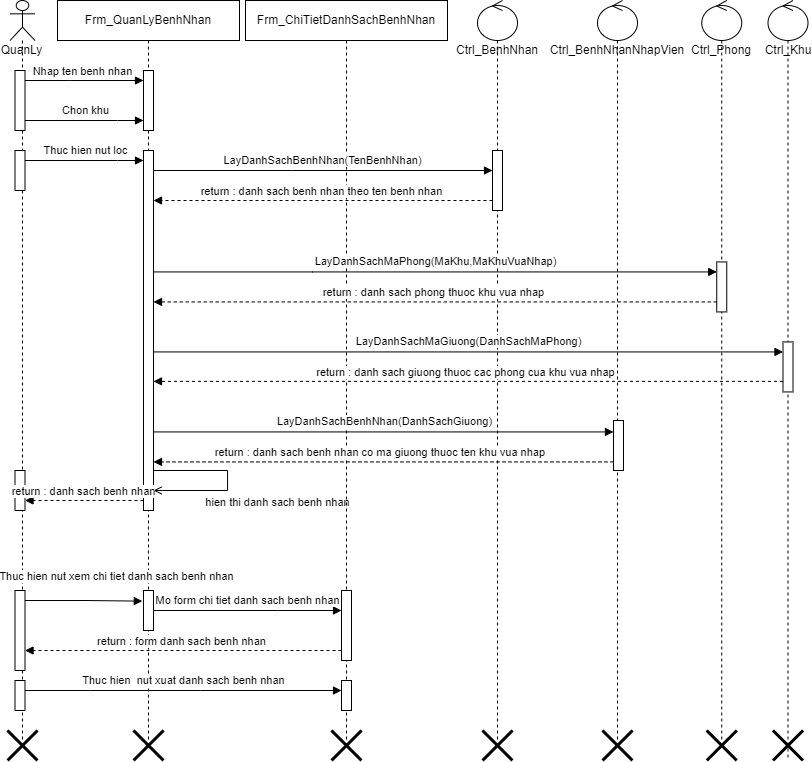 Frm_QuanLyBenhNhan
Frm_ChiTietDanhSachBenhNhan
QuanLy
Ctrl_BenhNhan
Ctrl_BenhNhanNhapVien
Ctrl_Phong
Ctrl_Khu
Nhap ten benh nhan
Chon khu
Thuc hien nut loc
LayDanhSachBenhNhan(TenBenhNhan)
return : danh sach benh nhan theo ten benh nhan
LayDanhSachMaPhong(MaKhu,MaKhuVuaNhap)
return : danh sach phong thuoc khu vua nhap
LayDanhSachMaGiuong(DanhSachMaPhong)
return : danh sach giuong thuoc cac phong cua khu vua nhap
LayDanhSachBenhNhan(DanhSachGiuong)
return : danh sach benh nhan co ma giuong thuoc ten khu vua nhap
return : danh sach benh nhan
hien thi danh sach benh nhan
Thuc hien nut xem chi tiet danh sach benh nhan
Mo form chi tiet danh sach benh nhan
return : form danh sach benh nhan
Thuc hien nut xuat danh sach benh nhan